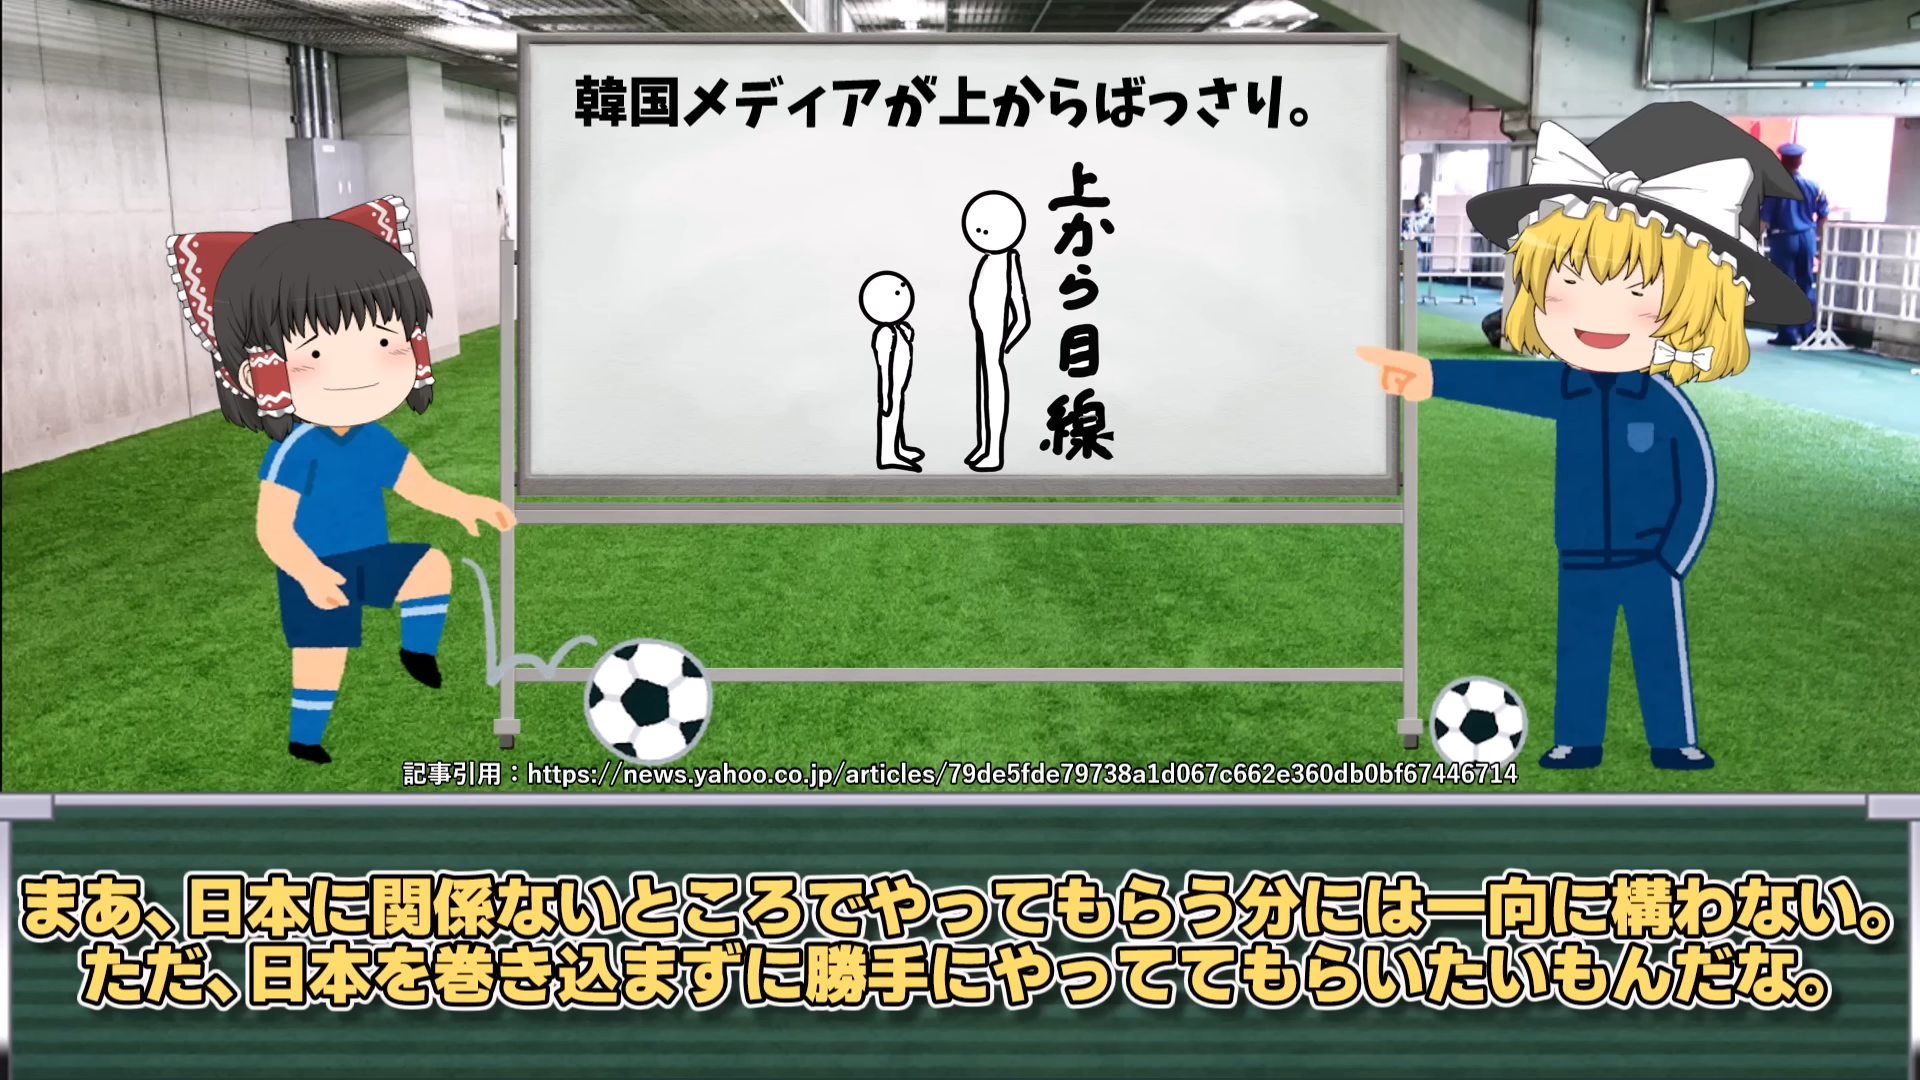 韓国メディアが上からばっさり。
上から目線
記事引用：https://news.yahoo.co.jp/articles/79de5fde79738a1d067c662e360db0bf67446714
まあ、日本に関係ないところでやってもらう分には一向に構わない。
ただ、日本を巻き込まずに勝手にやっててもらいたいもんだな。